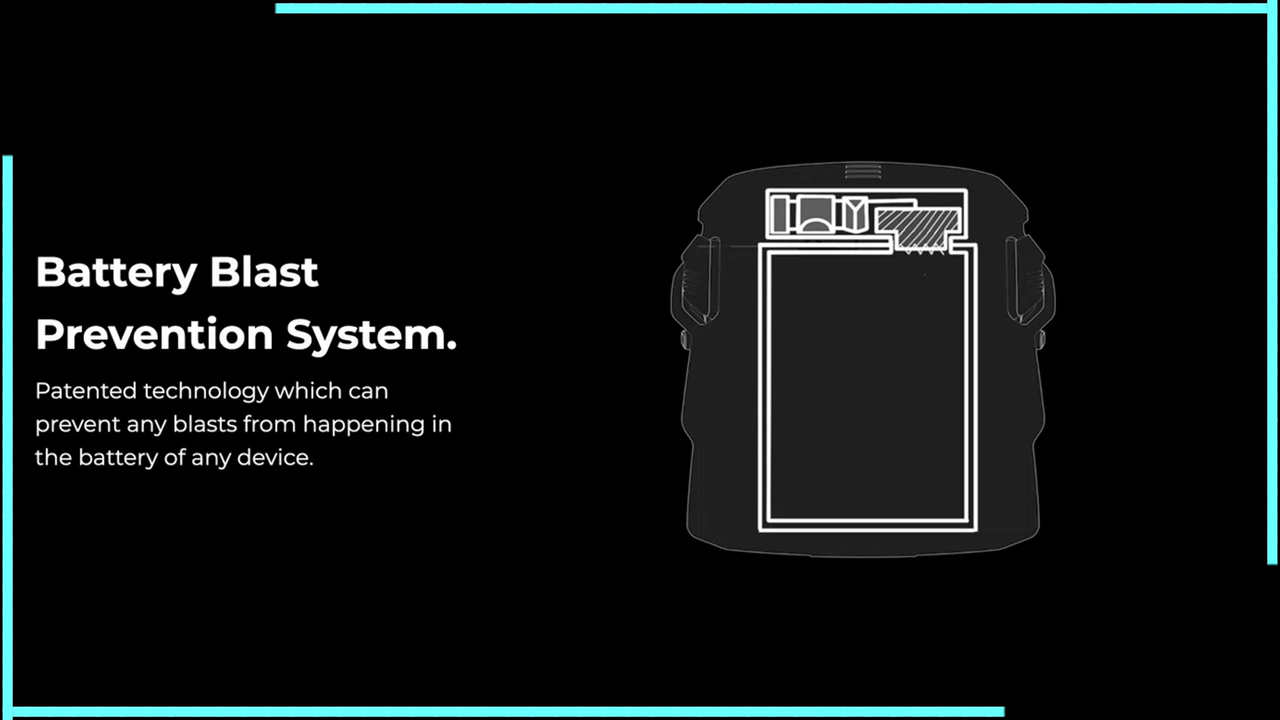 Battery Blast
Prevention System.
Patented technology which can
prevent any blasts from happening in
the battery of any device.